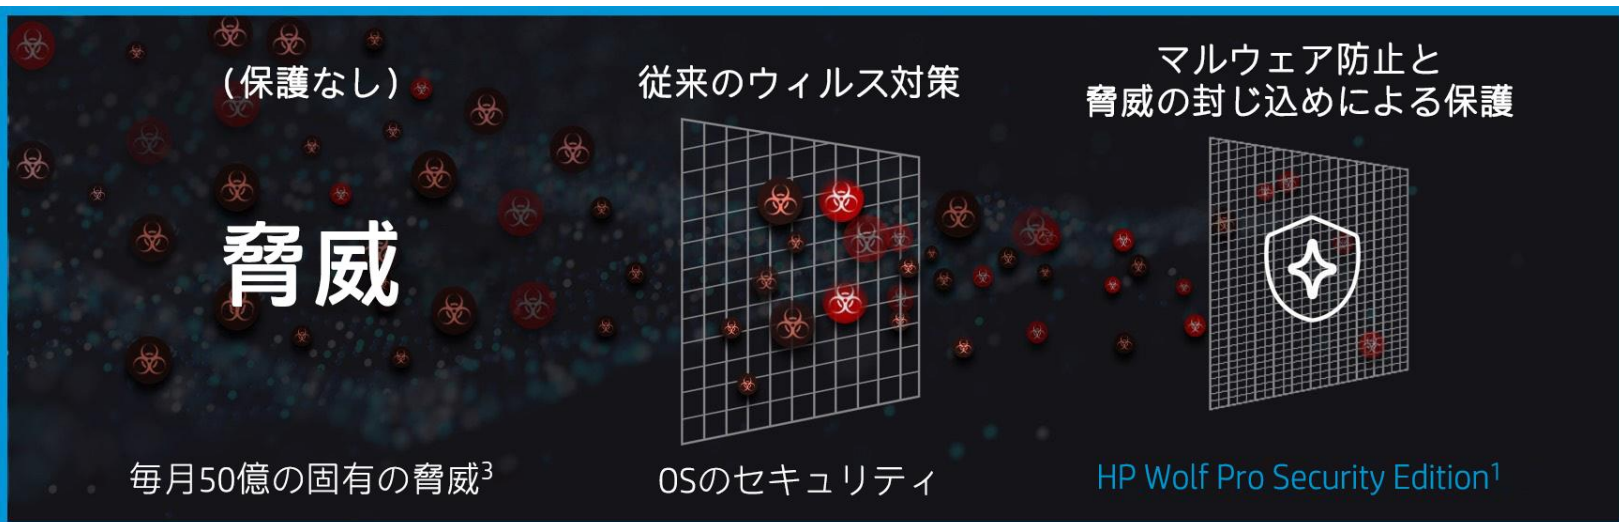 (保護なし)
従来のウィルス対策
マルウェア防止と
脅威の封じ込めによる保護
脅威
毎月50億の固有の脅威3
OSのセキュリティ
HP Wolf Pro Security Edition1